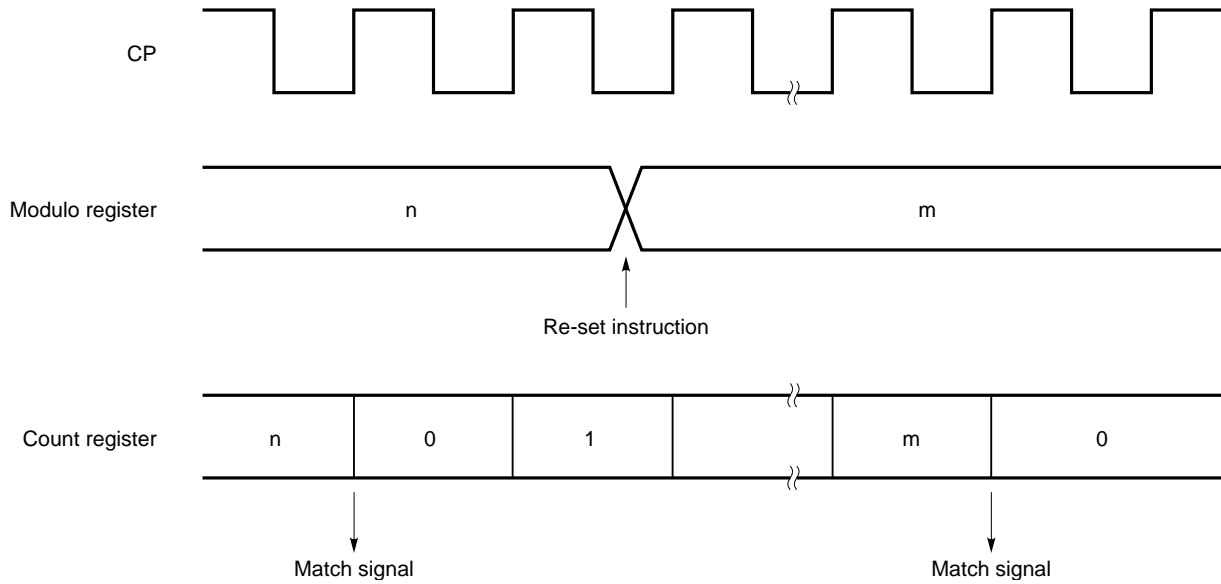 CP
Modulo register
n
m
Re-set instruction
Count register
n
0
1
m
0
Match signal
Match signal